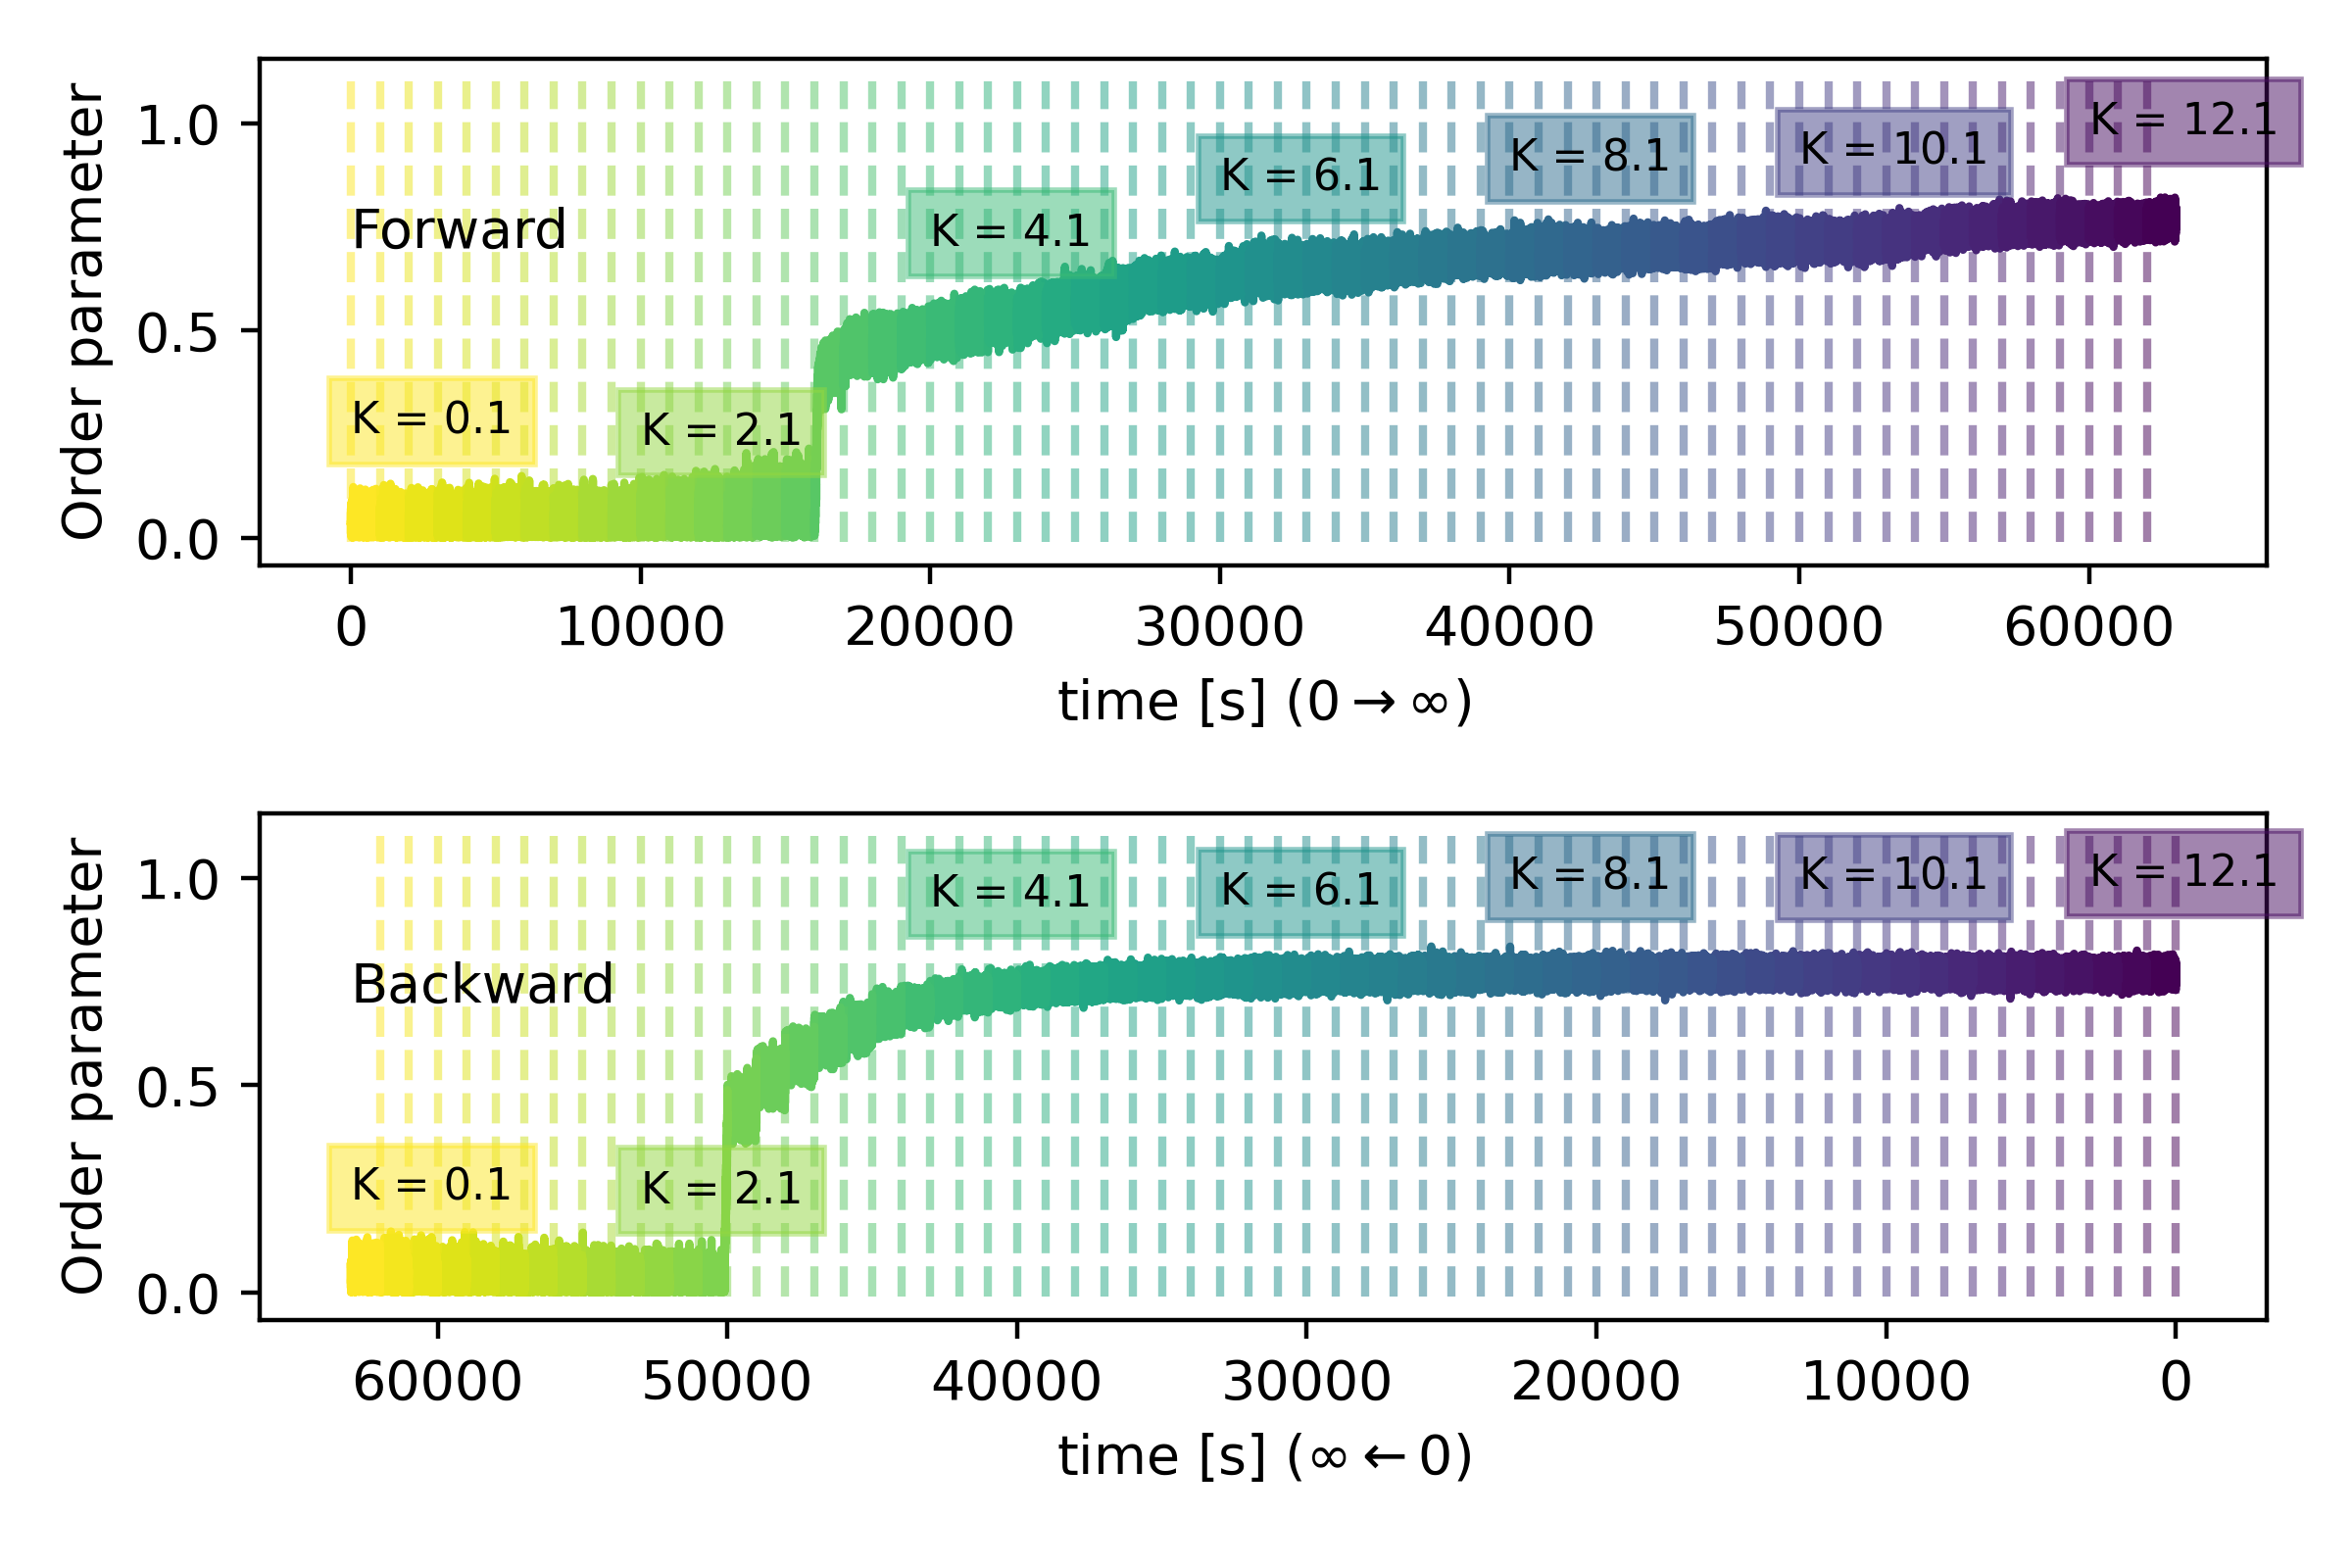 Order parameter
1.0
0.5
0.0
Forward
K = 0.1
K = 2.1
K = 4.1
K = 6.1
K = 8.1
K = 10.1
K = 12.1
0 10000 20000 30000 40000 50000 60000
time [s] (0 → ∞)
Order parameter
1.0
0.5
0.0
Backward
K = 0.1
K = 2.1
K = 4.1
K = 6.1
K = 8.1
K = 10.1
K = 12.1
60000 50000 40000 30000 20000 10000 0
time [s] (∞ ← 0)